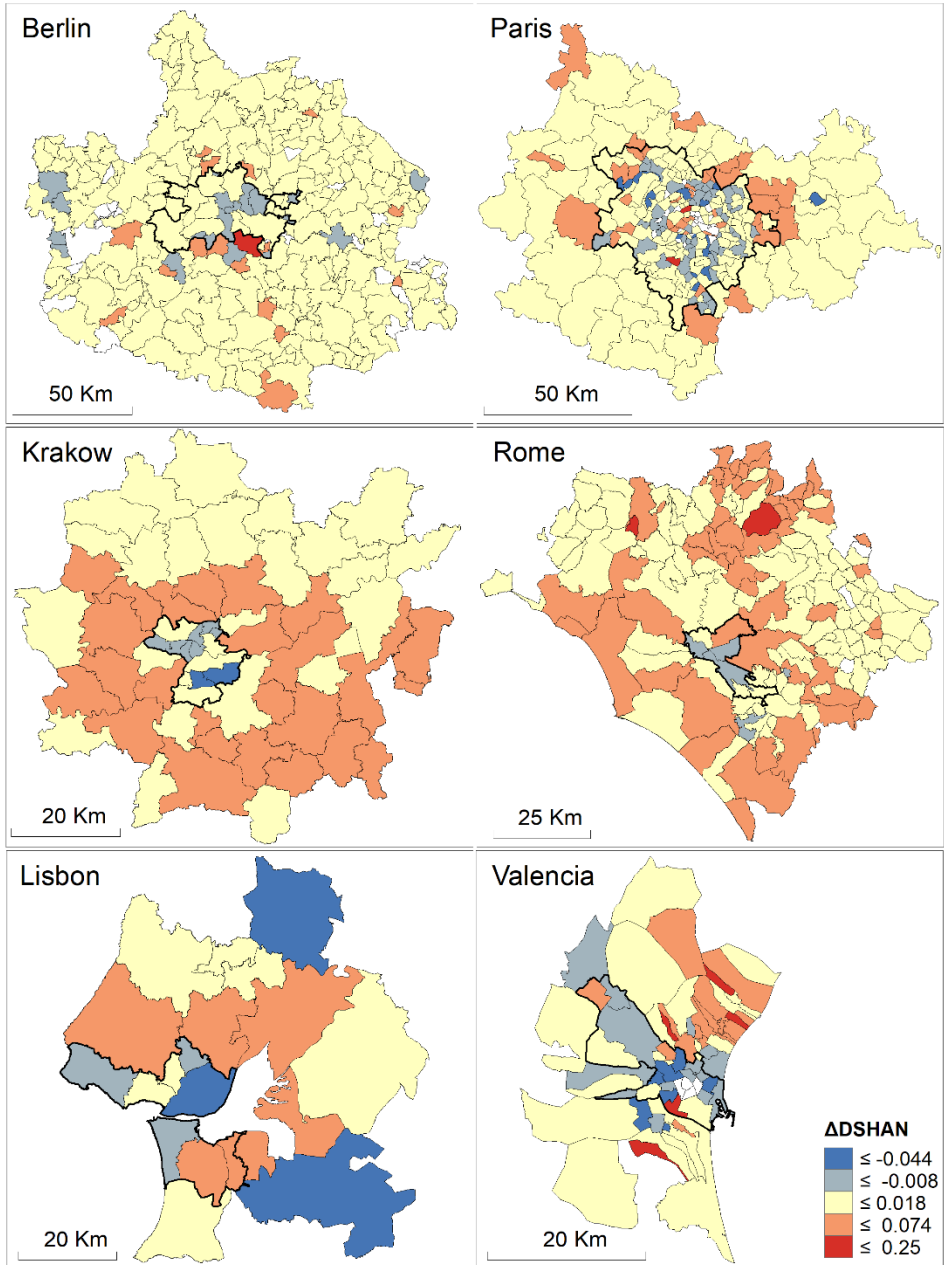 Berlin
50 Km
Paris
50 Km
Krakow
20 Km
Rome
25 Km
Lisbon
20 Km
Valencia
20 Km
ΔDSHAN
≤ -0.044
≤ -0.008
≤ 0.018
≤ 0.074
≤ 0.25